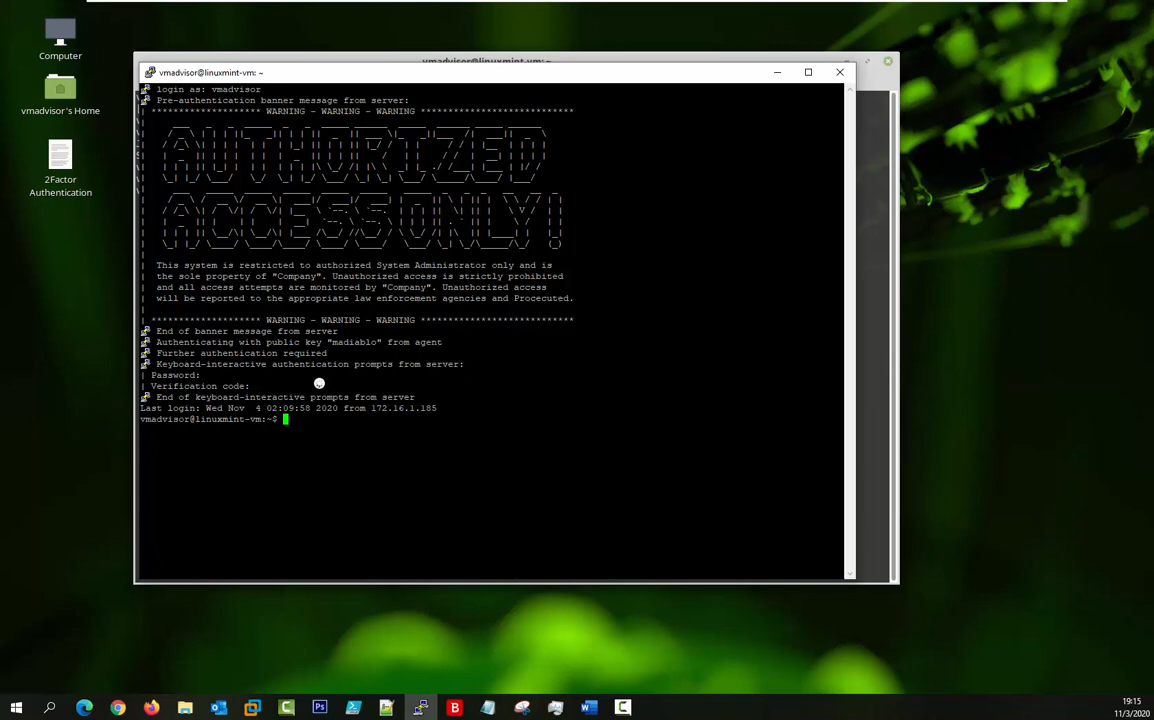 Computer
vmadvisor's Home
2Factor
Authentication
vmadvisor@linuxmint-vm:~
vmadvisor@linuxmint-vm: ~
login as: vmadvisor
Pre-authentication banner message from server:
| ******************** WARNING - WARNING - WARNING ***************************
AUTHORIZED
ACCESS ONLY!
| This system is restricted to authorized System Administrator only and is
| the sole property of "Company". Unauthorized access is strictly prohibited
| and all access attempts are monitored by "Company". Unauthorized access
| will be reported to the appropriate law enforcement agencies and Procecuted.
| ******************** WARNING - WARNING - WARNING ***************************
End of banner message from server
Authenticating with public key "madiablo" from agent
Further authentication required
Keyboard-interactive authentication prompts from server:
| Password:
| Verification code:
End of keyboard-interactive prompts from server
Last login: Wed Nov  4 02:09:58 2020 from 172.16.1.185
vmadvisor@linuxmint-vm:~$
19:15
11/3/2020